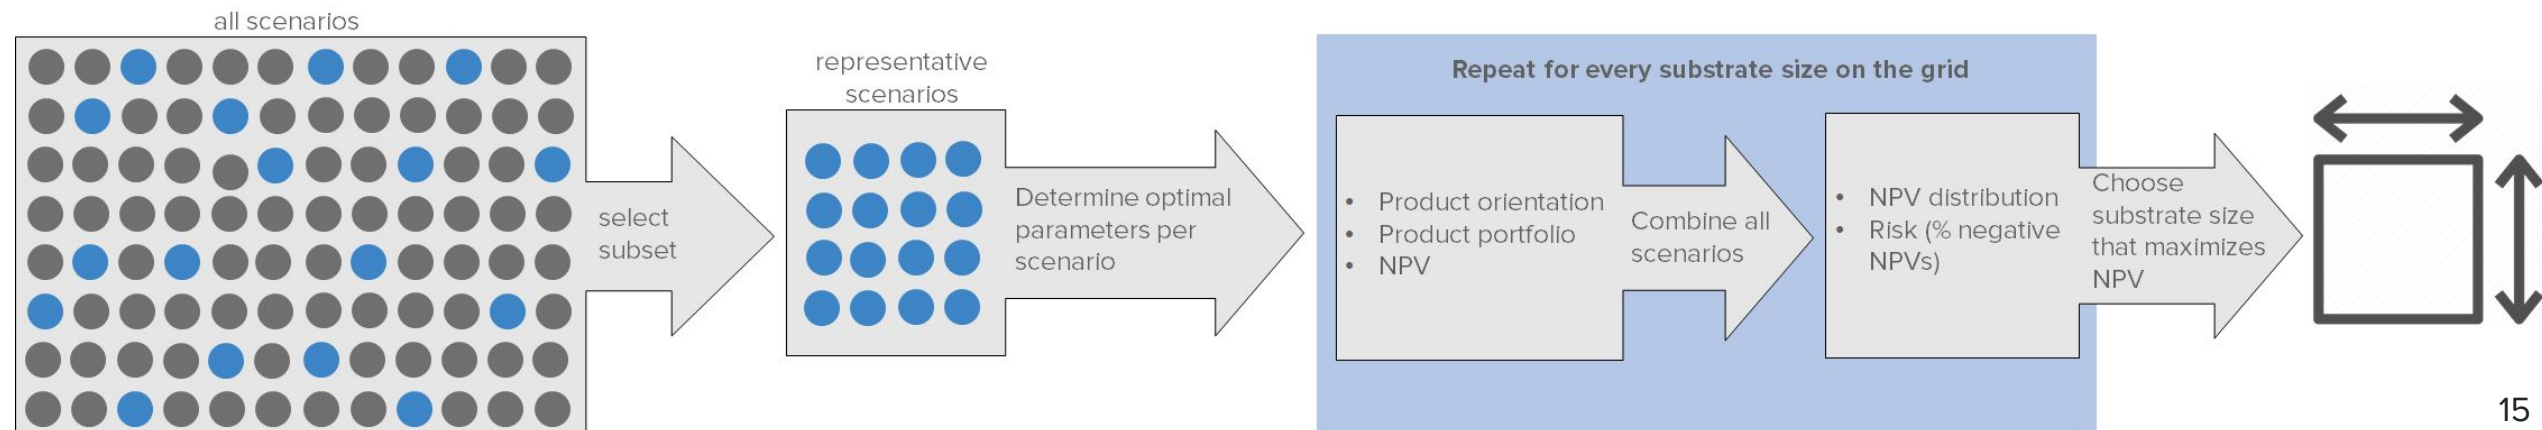 all scenarios
select
subset
representative
scenarios
Determine optimal
parameters per
scenario
Repeat for every substrate size on the grid
• Product orientation
• Product portfolio
• NPV
Combine all
scenarios
• NPV distribution
• Risk (% negative
NPVs)
Choose
substrate size
that maximizes
NPV
15